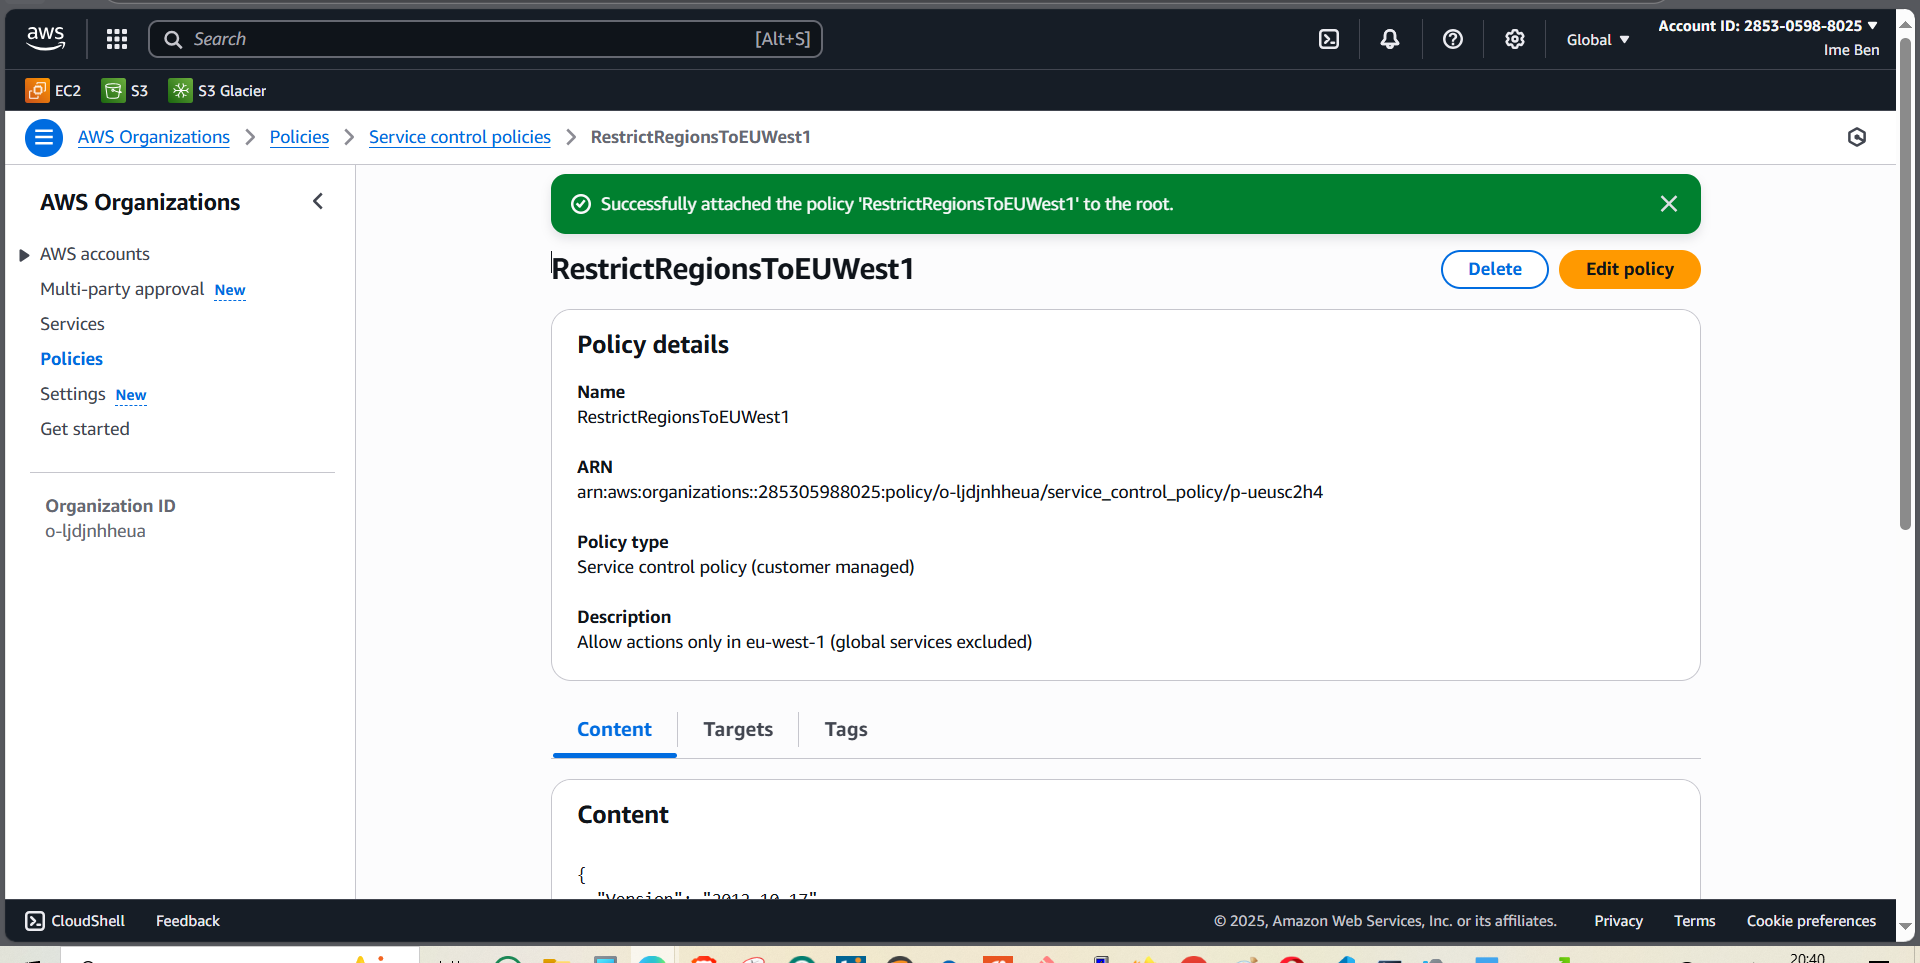 aws
Search
[Alt+S]
Global
Account ID: 2853-0598-8025
Ime Ben
EC2
S3
S3 Glacier
AWS Organizations
Policies
Service control policies
RestrictRegionsToEUWest1
AWS Organizations
AWS accounts
Multi-party approval New
Services
Policies
Settings New
Get started
Organization ID
o-ljdjnhheua
Successfully attached the policy 'RestrictRegionsToEUWest1' to the root.
RestrictRegionsToEUWest1
Delete
Edit policy
Policy details
Name
RestrictRegionsToEUWest1
ARN
arn:aws:organizations::285305988025:policy/o-ljdjnhheua/service_control_policy/p-ueusc2h4
Policy type
Service control policy (customer managed)
Description
Allow actions only in eu-west-1 (global services excluded)
Content
Targets
Tags
Content
{
"Version": "2012-10-17"
CloudShell
Feedback
© 2025, Amazon Web Services, Inc. or its affiliates.
Privacy
Terms
Cookie preferences
20:40